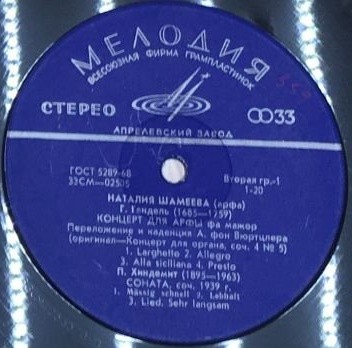 МЕЛОДИЯ
ВСЕСОЮЗНАЯ ФИРМА ГРАМПЛАСТИНОК
СТЕРЕО
33
АПРЕЛЕВСКИЙ ЗАВОД
ГОСТ 5289-68
33СМ—02505
Вторая гр.-1
1-20
НАТАЛИЯ ШАМЕЕВА (арфа)
Г. Гендель (1685—1759)
КОНЦЕРТ ДЛЯ АРФЫ фа мажор
Переложение и каденция А. фон Вюртцлера
(оригинал—Концерт для органа, соч. 4 № 5)
1. Larghetto 2. Allegro
3. Alla siciliana 4. Presto
П. Хиндемит (1895—1963)
СОНАТА, соч. 1939 г.
1. Mässig schnell 2. Lebhaft
3. Lied. Sehr langsam